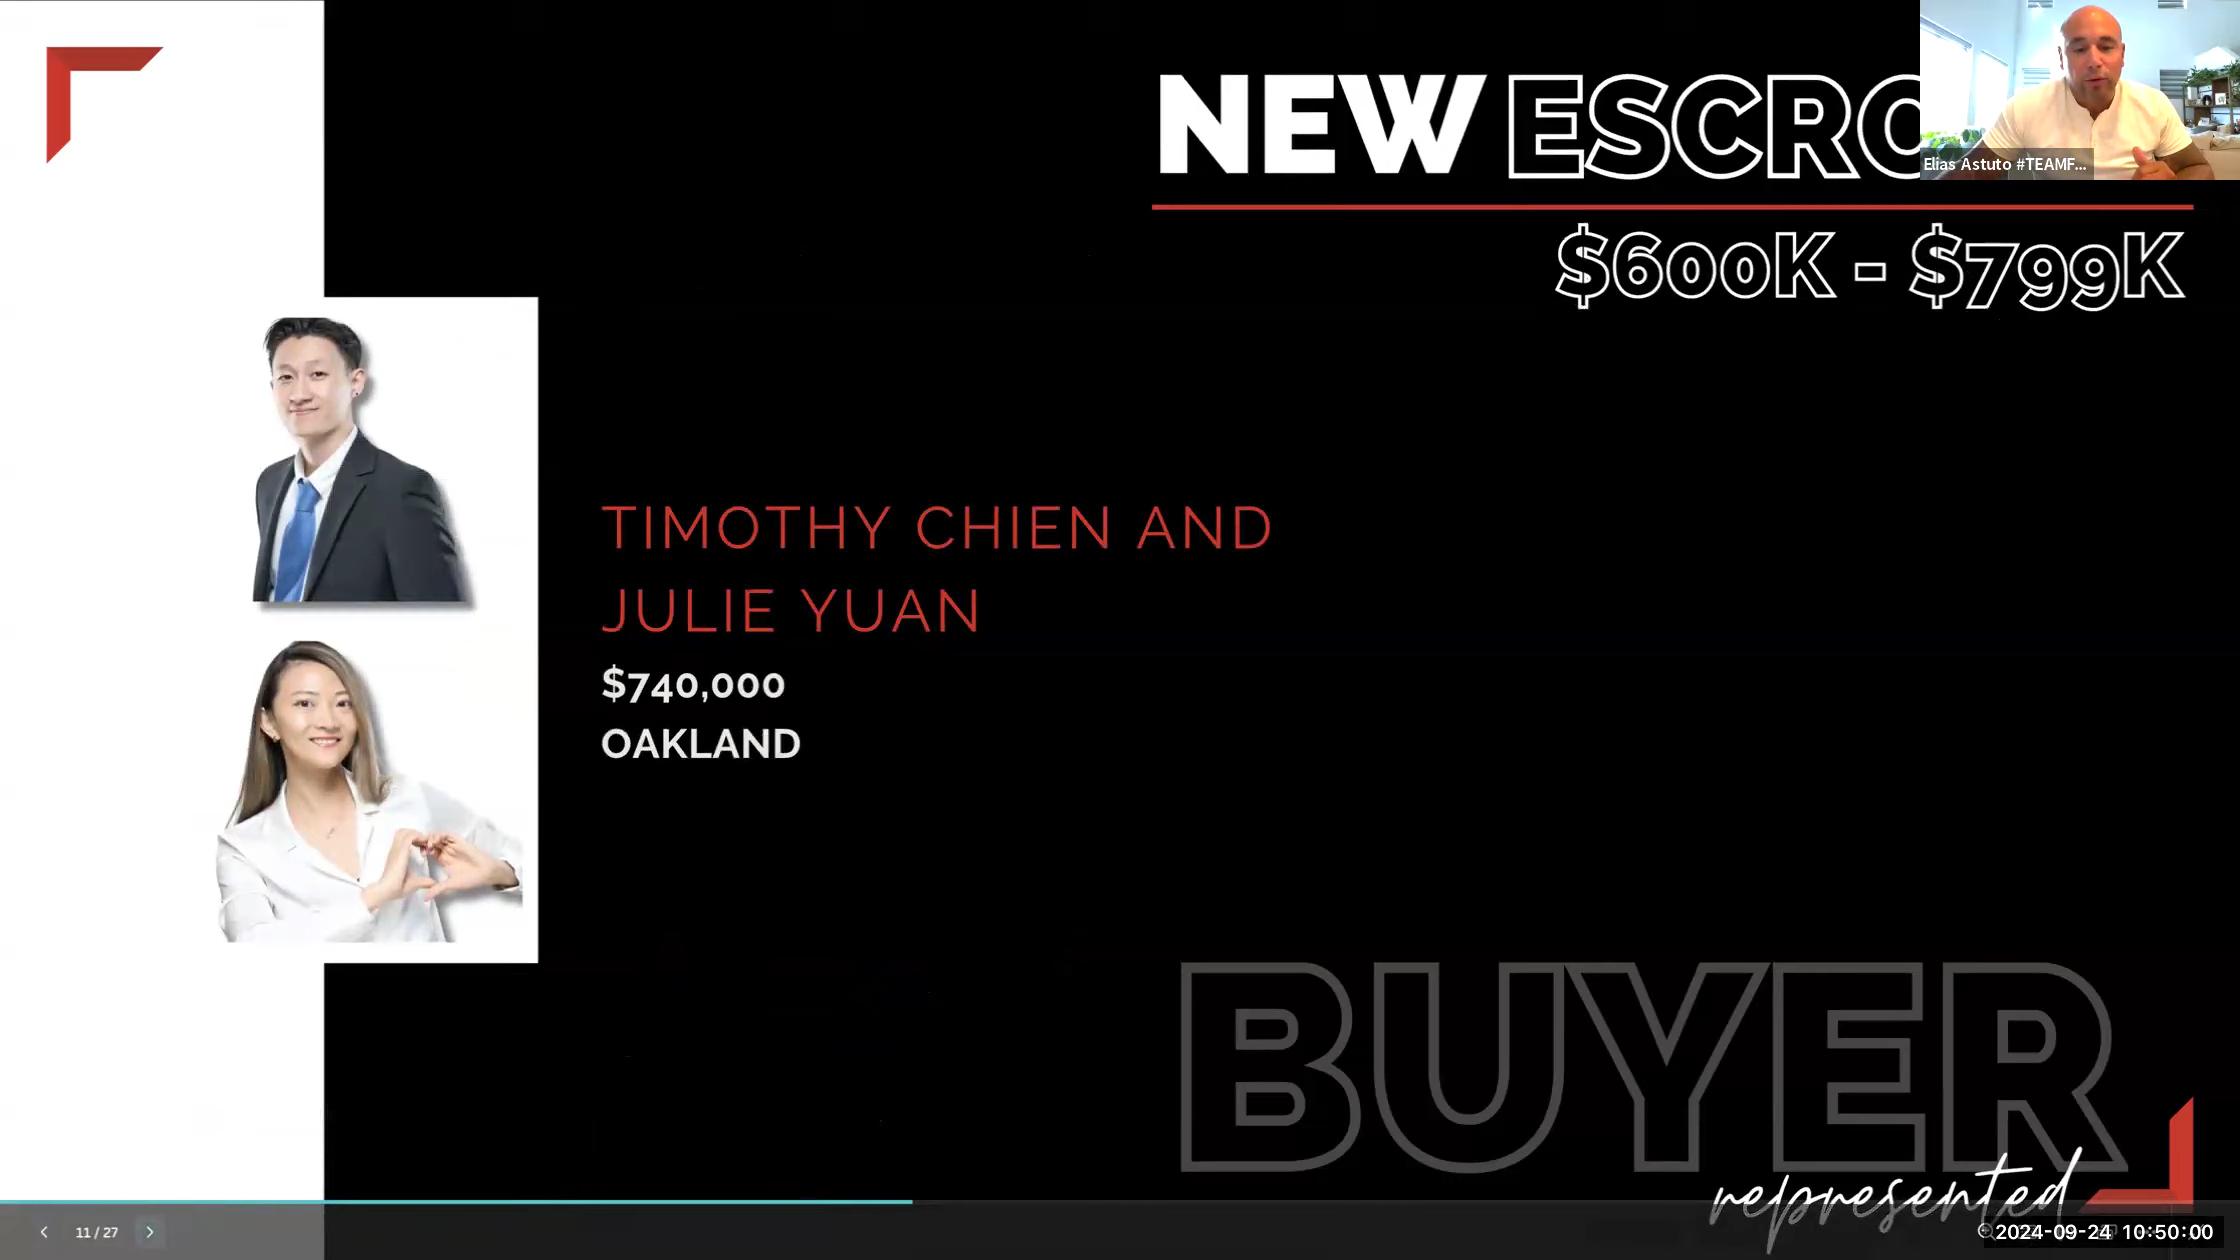 NEW ESCRO
Elias Astuto #TEAMF...
$600K - $799K
TIMOTHY CHIEN AND
JULIE YUAN
$740,000
OAKLAND
BUYER
represented
11 / 27
2024-09-24 10:50:00